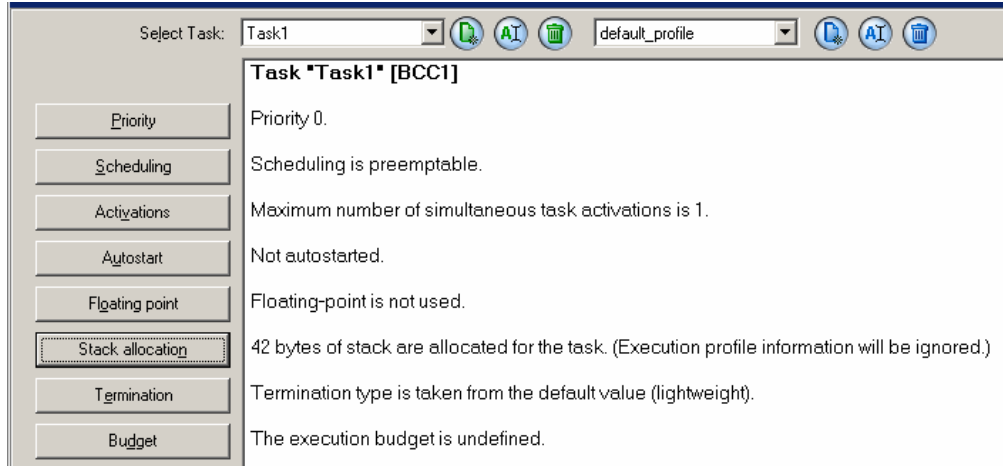 Select Task: Task1 default_profile
Task "Task1" [BCC1]
Priority Priority 0.
Scheduling Scheduling is preemptable.
Activations Maximum number of simultaneous task activations is 1.
Autostart Not autostarted.
Floating point Floating-point is not used.
Stack allocation 42 bytes of stack are allocated for the task. (Execution profile information will be ignored.)
Termination Termination type is taken from the default value (lightweight).
Budget The execution budget is undefined.